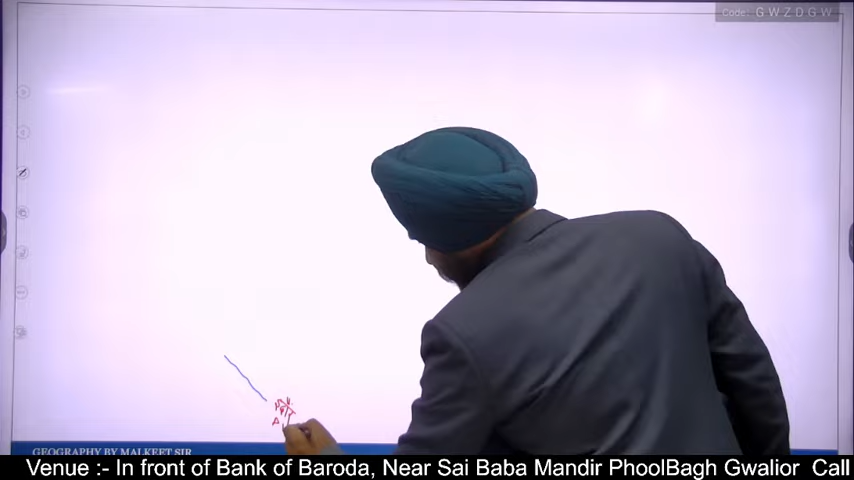 Code: G W Z D G W
GEOGRAPHY BY MALKEET SIR
Venue :- In front of Bank of Baroda, Near Sai Baba Mandir PhoolBagh Gwalior Call